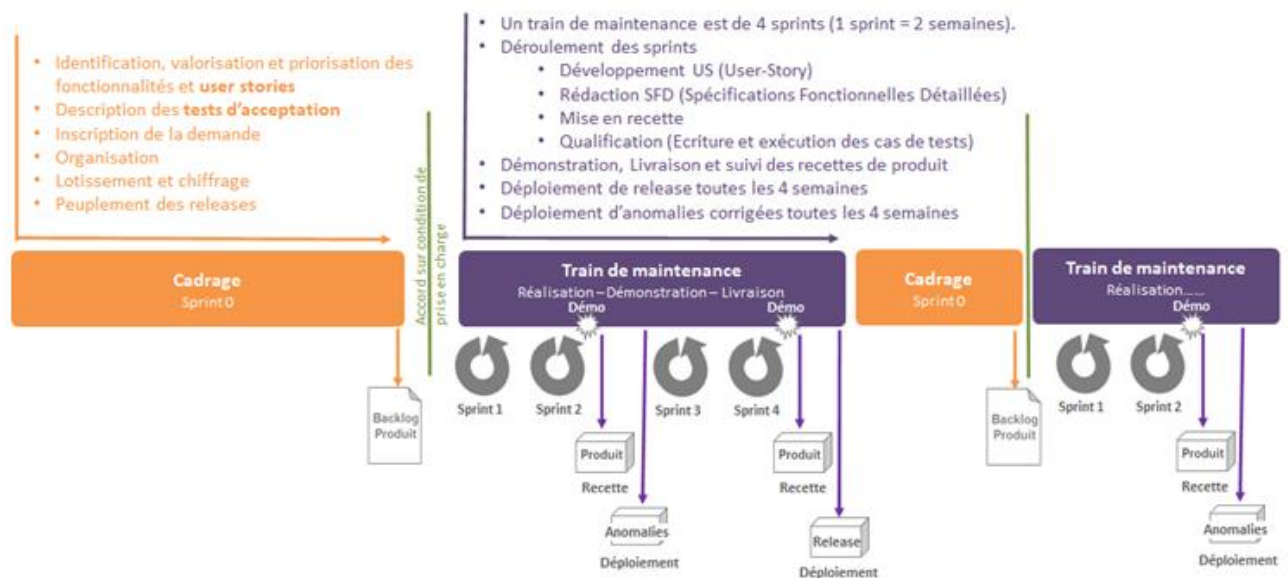 • Identification, valorisation et priorisation des
fonctionnalités et user stories
• Description des tests d'acceptation
• Inscription de la demande
• Organisation
• Lotissement et chiffrage
• Peuplement des releases
Accord sur condition de
prise en charge
• Un train de maintenance est de 4 sprints (1 sprint = 2 semaines).
• Déroulement des sprints
• Développement US (User-Story)
• Rédaction SFD (Spécifications Fonctionnelles Détaillées)
• Mise en recette
• Qualification (Ecriture et exécution des cas de tests)
• Démonstration, Livraison et suivi des recettes de produit
• Déploiement de release toutes les 4 semaines
• Déploiement d'anomalies corrigées toutes les 4 semaines
Cadrage
Sprint 0
Train de maintenance
Réalisation – Démonstration – Livraison
Démo
Démo
Cadrage
Sprint 0
Train de maintenance
Réalisation......
Démo
Sprint 1
Sprint 2
Sprint 3
Sprint 4
Sprint 1
Sprint 2
Backlog
Produit
Produit
Recette
Anomalies
Déploiement
Produit
Recette
Release
Déploiement
Backlog
Produit
Produit
Recette
Anomalies
Déploiement